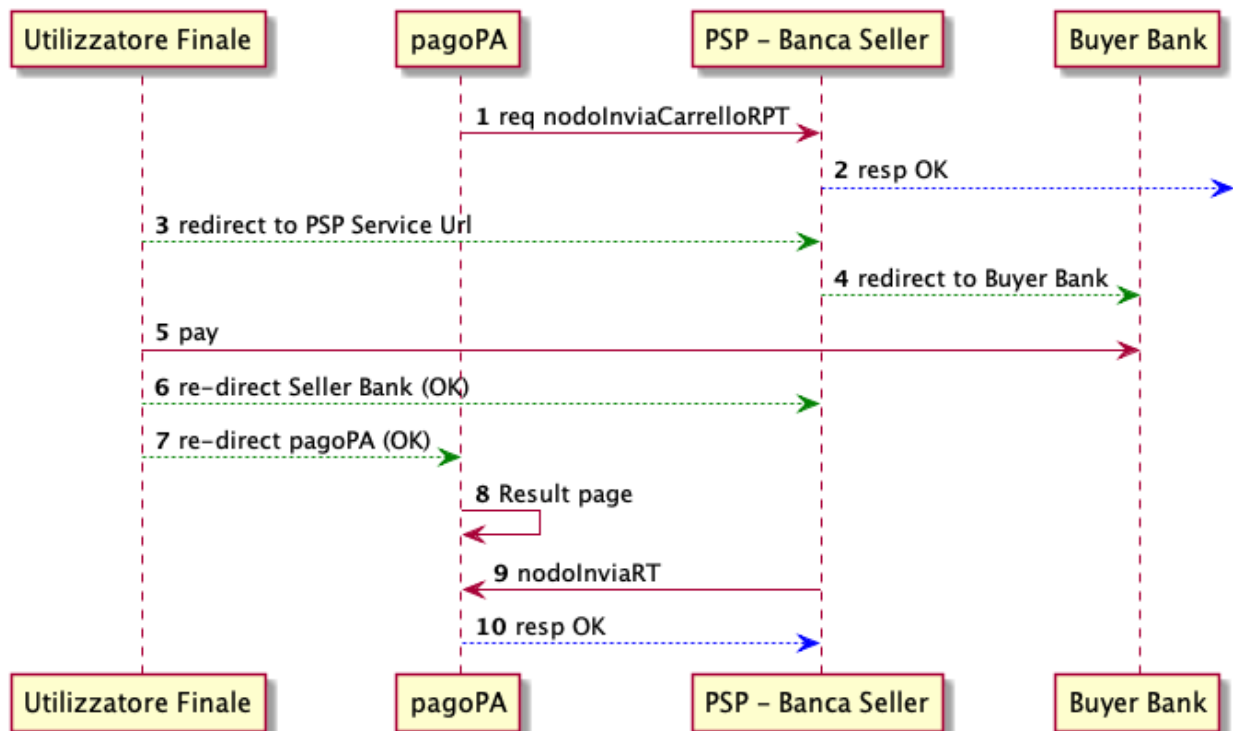 Utilizzatore Finale
pagoPA
PSP – Banca Seller
Buyer Bank
1 req nodoInviaCarrelloRPT
2 resp OK
3 redirect to PSP Service Url
4 redirect to Buyer Bank
5 pay
6 re-direct Seller Bank (OK)
7 re-direct pagoPA (OK)
8 Result page
9 nodoInviaRT
10 resp OK
Utilizzatore Finale
pagoPA
PSP – Banca Seller
Buyer Bank